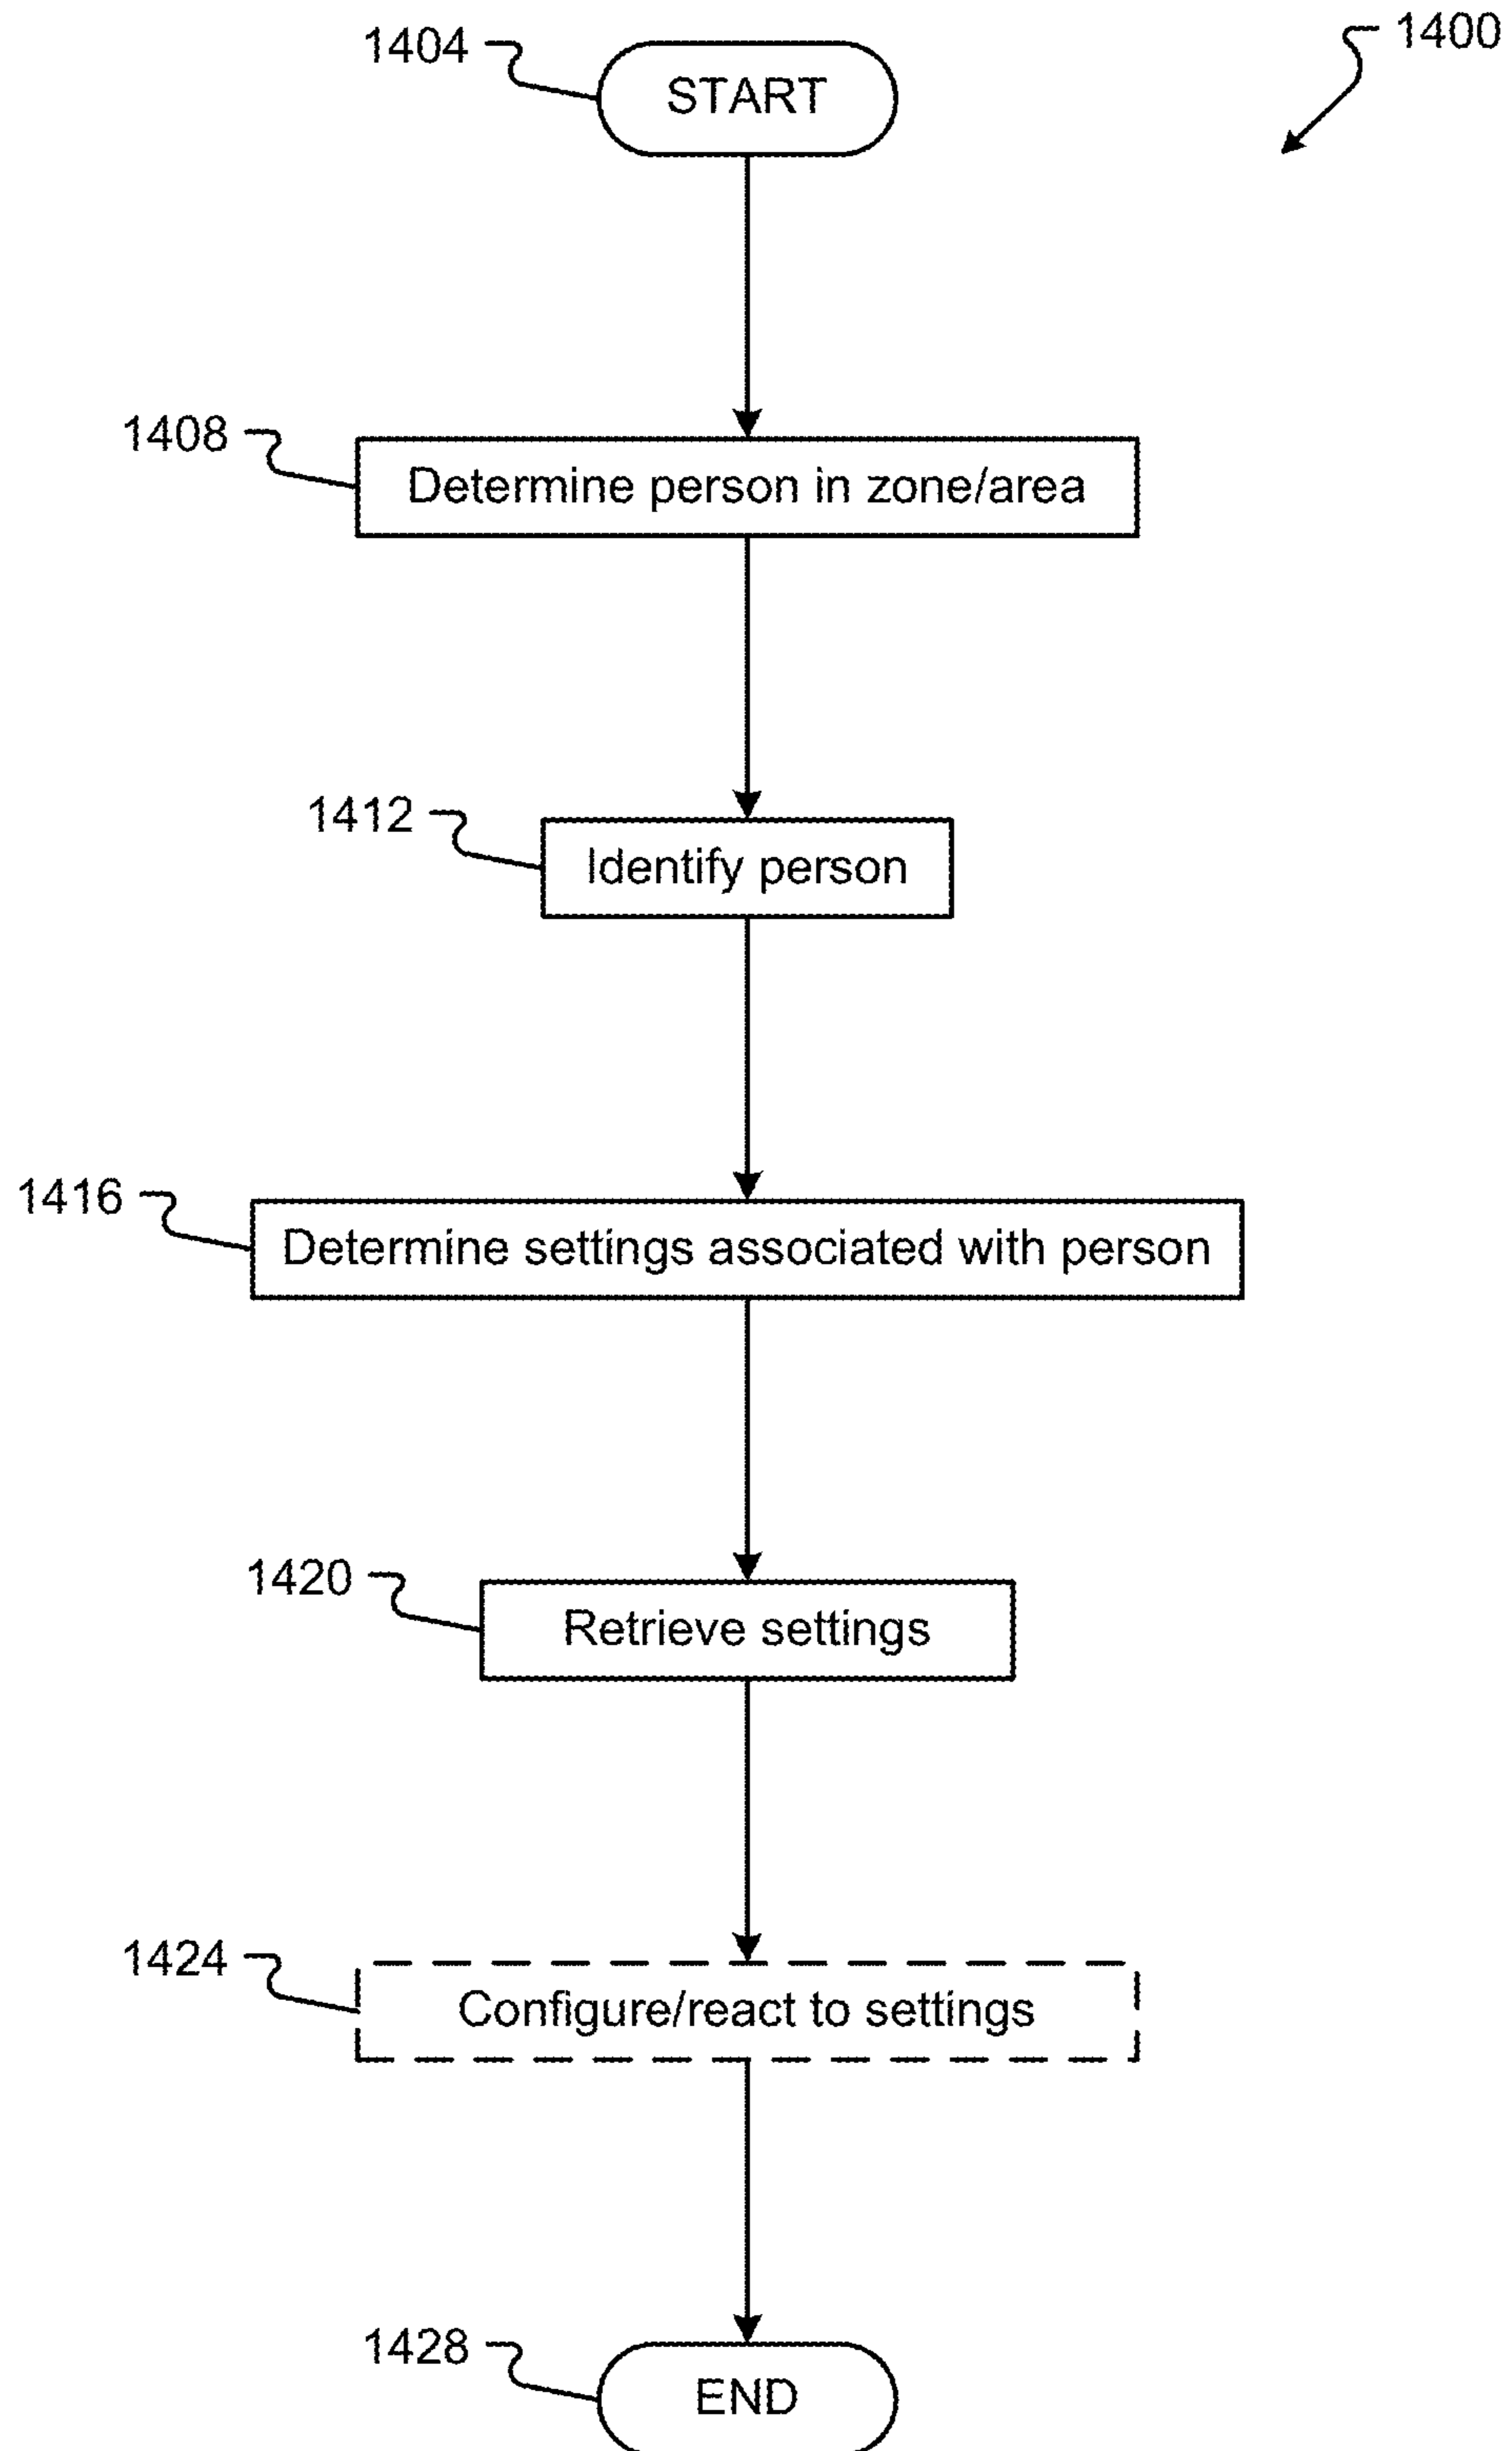 1400
1404
START
1408
Determine person in zone/area
1412
Identify person
1416
Determine settings associated with person
1420
Retrieve settings
1424
Configure/react to settings
1428
END